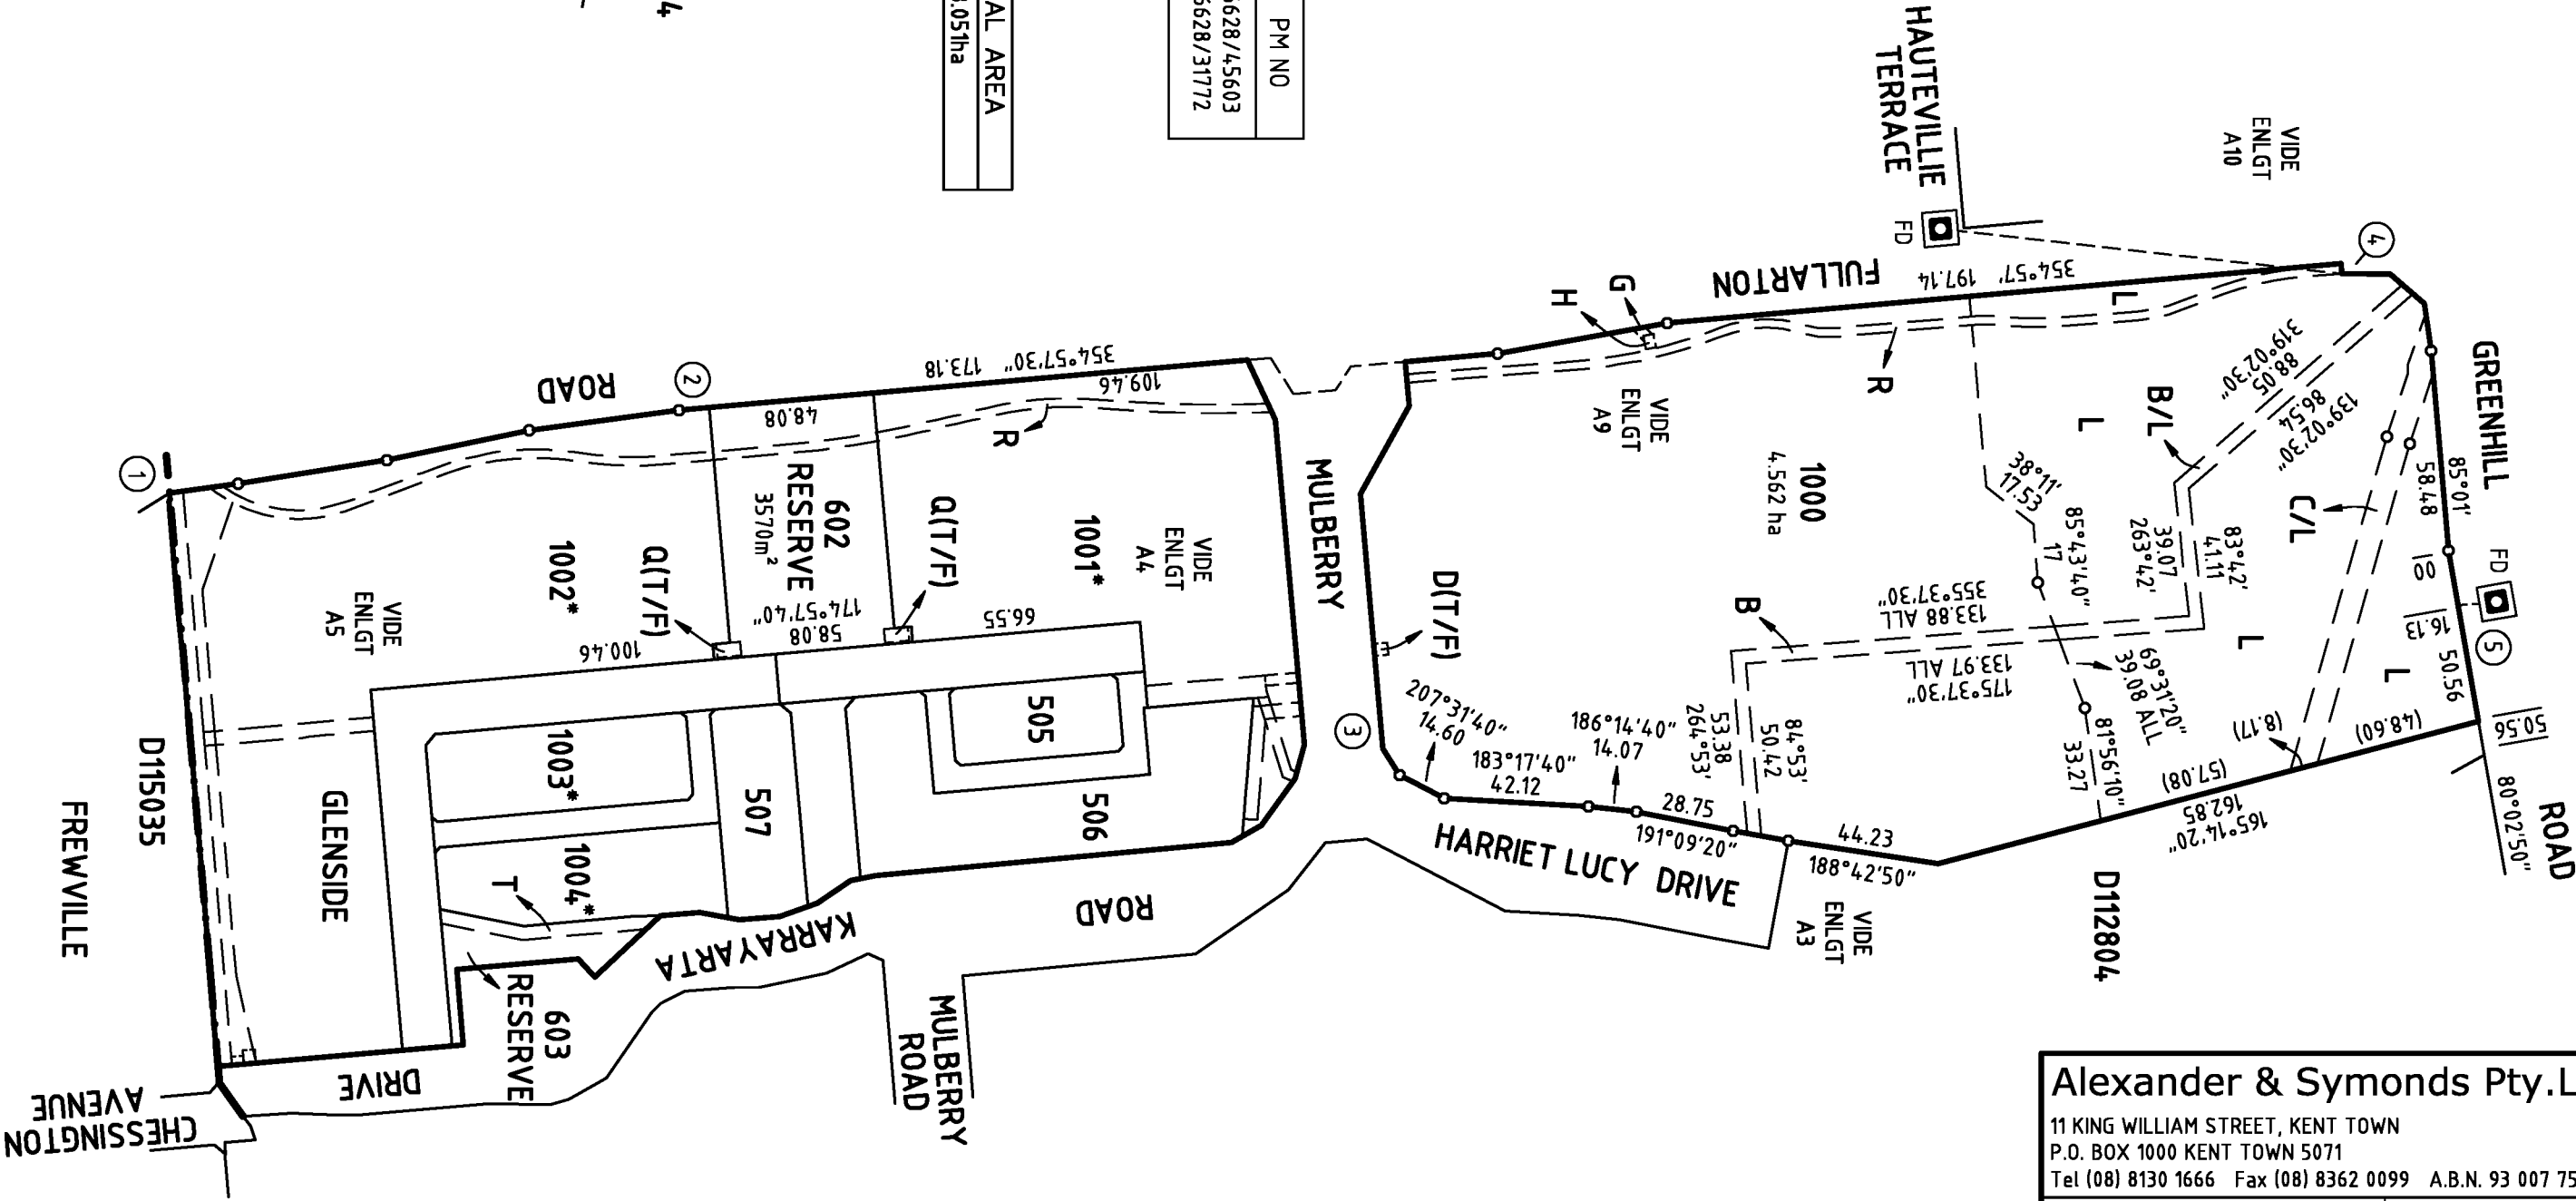 4
AL AREA
.051ha
PM NO
6628/45603
6628/31772
HAUTEVILLIE
TERRACE
FD
VIDE
ENLGT
A10
4
GREENHILL
85°01'
58.48
00
FD
16.13
5
50.56
50.56
80°02'50"
ROAD
FULLARTON
354°57' 197.14
G
H
R
L
L
L
L
B/L
319°02'30"
88.05
86.54
139°02'30"
C/L
38°11'
17.53
85°43'40"
17
83°42'
41.11
39.07
263°42'
B
355°37'30"
133.88 ALL
133.97 ALL
175°37'30"
69°31'20"
39.08 ALL
81°56'10"
33.27
(8.17)
(48.60)
(57.08)
162.85
165°14'20"
VIDE
ENLGT
A9
1000
4.562 ha
D(T/F)
84°53'
50.42
53.38
264°53'
207°31'40"
14.60
183°17'40"
42.12
186°14'40"
14.07
28.75
191°09'20"
44.23
188°42'50"
HARRIET LUCY DRIVE
VIDE
ENLGT
A3
D112804
MULBERRY
3
ROAD
2
354°57'30" 173.18
109.46
48.08
R
602
RESERVE
3570m²
Q(T/F)
1001*
VIDE
ENLGT
A4
1002*
Q(T/F)
174°57'40"
58.08
66.55
100.46
VIDE
ENLGT
A5
1
505
506
507
1003*
1004*
T
GLENSIDE
D115035
FREWVILLE
603
RESERVE
KARRAYARTA
DRIVE
ROAD
MULBERRY
ROAD
CHESSINGTON
AVENUE
Alexander & Symonds Pty.L
11 KING WILLIAM STREET, KENT TOWN
P.O. BOX 1000 KENT TOWN 5071
Tel (08) 8130 1666 Fax (08) 8362 0099 A.B.N. 93 007 75